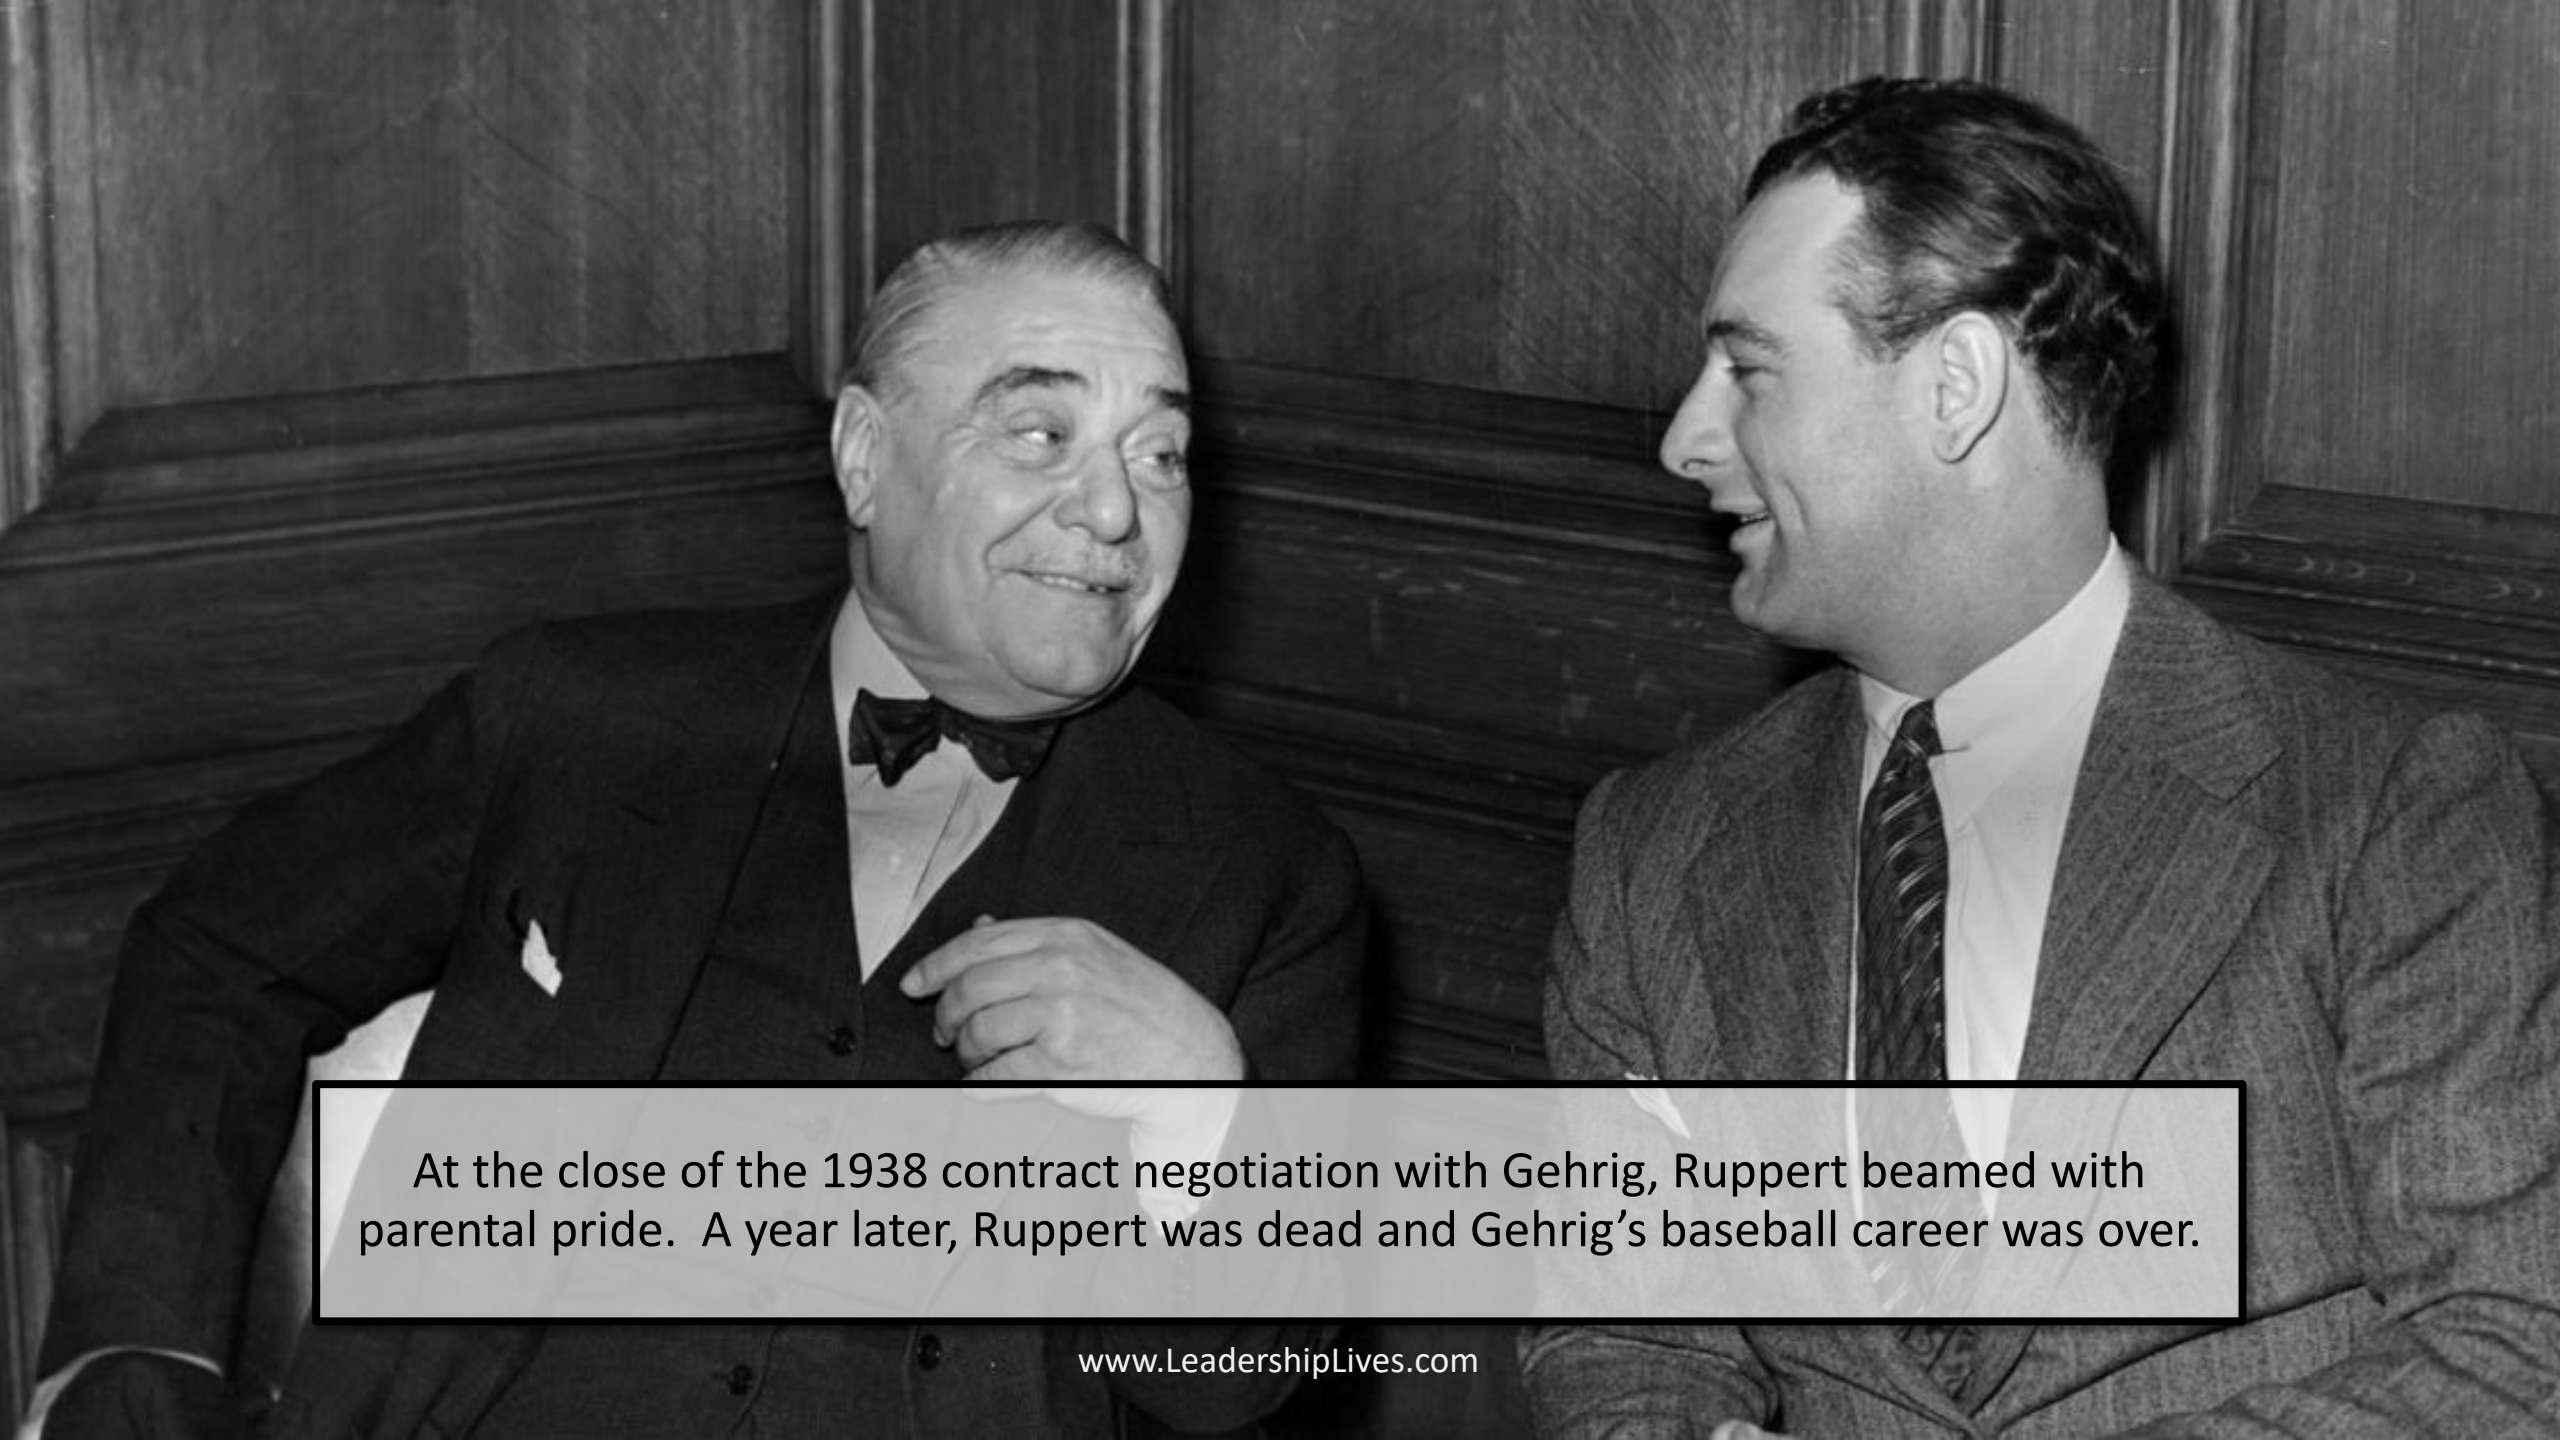 At the close of the 1938 contract negotiation with Gehrig, Ruppert beamed with
parental pride.  A year later, Ruppert was dead and Gehrig’s baseball career was over.
www.LeadershipLives.com